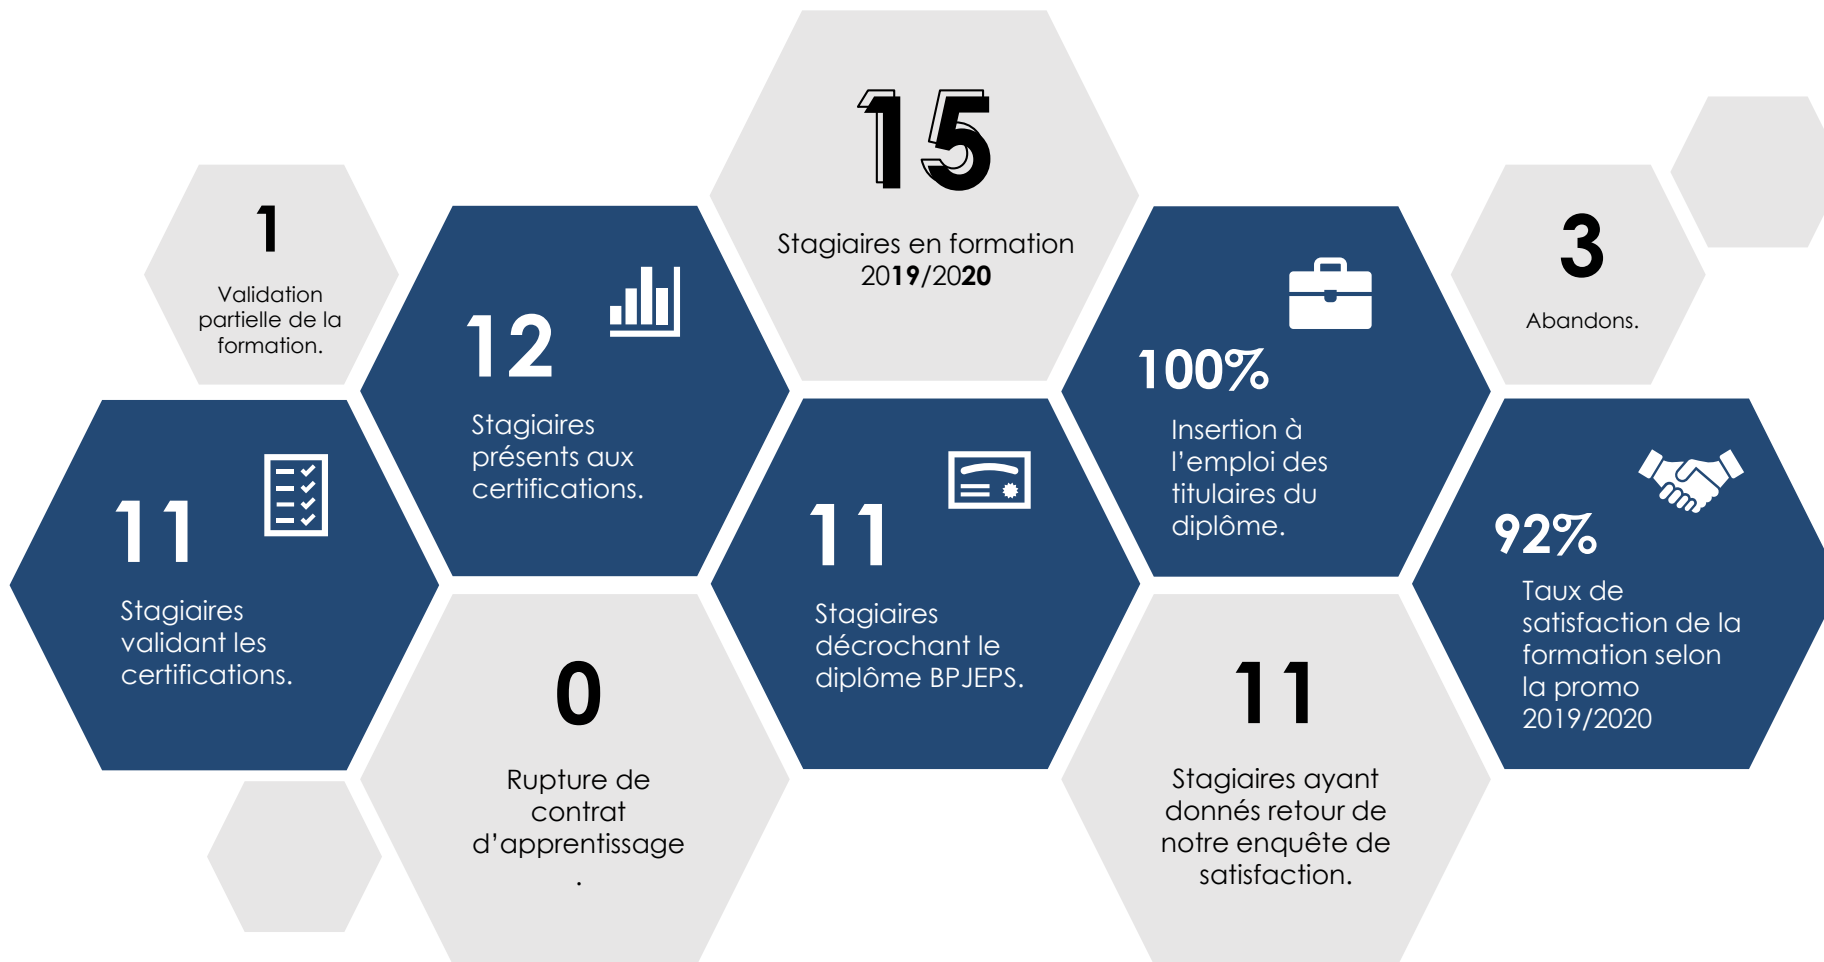 15
Stagiaires en formation
2019/2020
1
Validation
partielle de la
formation.
12
Stagiaires
présents aux
certifications.
100%
Insertion à
l’emploi des
titulaires du
diplôme.
3
Abandons.
11
Stagiaires
validant les
certifications.
11
Stagiaires
décrochant le
diplôme BPJEPS.
92%
Taux de
satisfaction de la
formation selon
la promo
2019/2020
0
Rupture de
contrat
d’apprentissage
.
11
Stagiaires ayant
donnés retour de
notre enquête de
satisfaction.